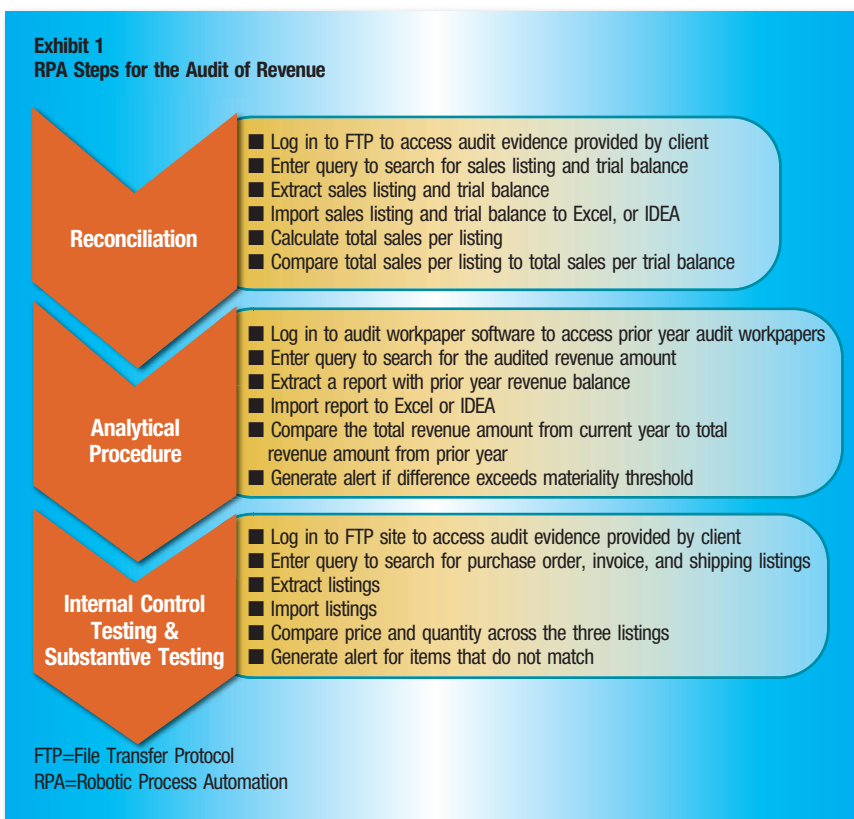 Exhibit 1
RPA Steps for the Audit of Revenue
Reconciliation
■ Log in to FTP to access audit evidence provided by client
■ Enter query to search for sales listing and trial balance
■ Extract sales listing and trial balance
■ Import sales listing and trial balance to Excel, or IDEA
■ Calculate total sales per listing
■ Compare total sales per listing to total sales per trial balance
Analytical
Procedure
■ Log in to audit workpaper software to access prior year audit workpapers
■ Enter query to search for the audited revenue amount
■ Extract a report with prior year revenue balance
■ Import report to Excel or IDEA
■ Compare the total revenue amount from current year to total
revenue amount from prior year
■ Generate alert if difference exceeds materiality threshold
Internal Control
Testing &
Substantive Testing
■ Log in to FTP site to access audit evidence provided by client
■ Enter query to search for purchase order, invoice, and shipping listings
■ Extract listings
■ Import listings
■ Compare price and quantity across the three listings
■ Generate alert for items that do not match
FTP=File Transfer Protocol
RPA=Robotic Process Automation